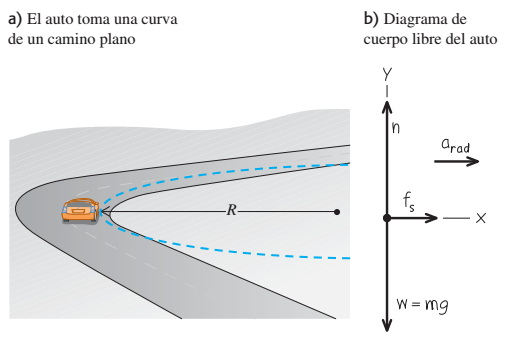 a) El auto toma una curva
de un camino plano
R
b) Diagrama de
cuerpo libre del auto
Y
n
a_rad
f_s
x
w = mg